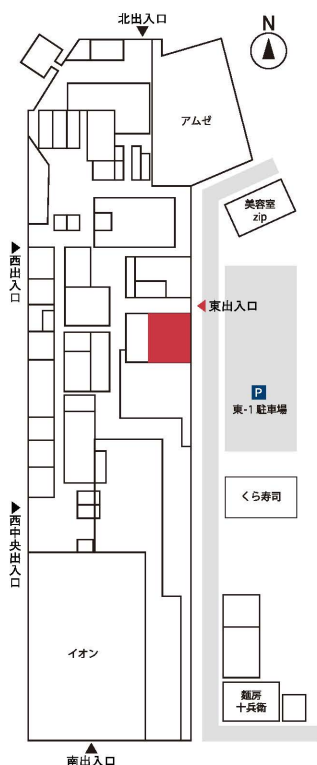 北出入口
N
アムゼ
美容室
zip
西出入口
東出入口
P
東-1 駐車場
くら寿司
西中央出入口
イオン
麺房
十兵衛
南出入口